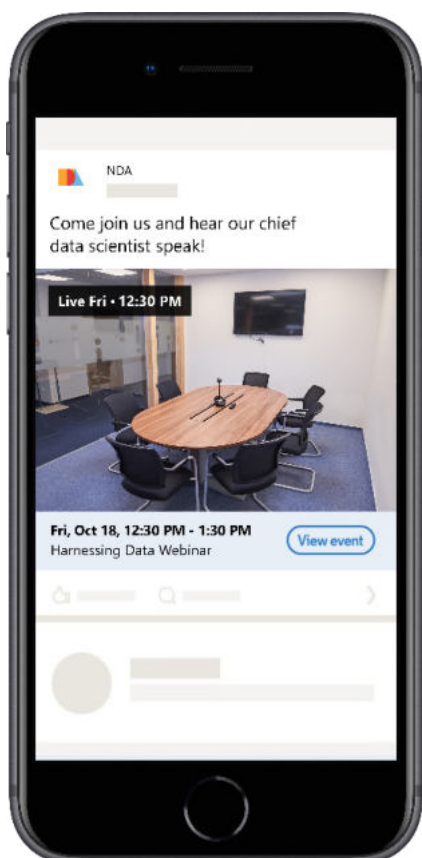 NDA
Come join us and hear our chief
data scientist speak!
Live Fri • 12:30 PM
Fri, Oct 18, 12:30 PM - 1:30 PM
Harnessing Data Webinar
View event